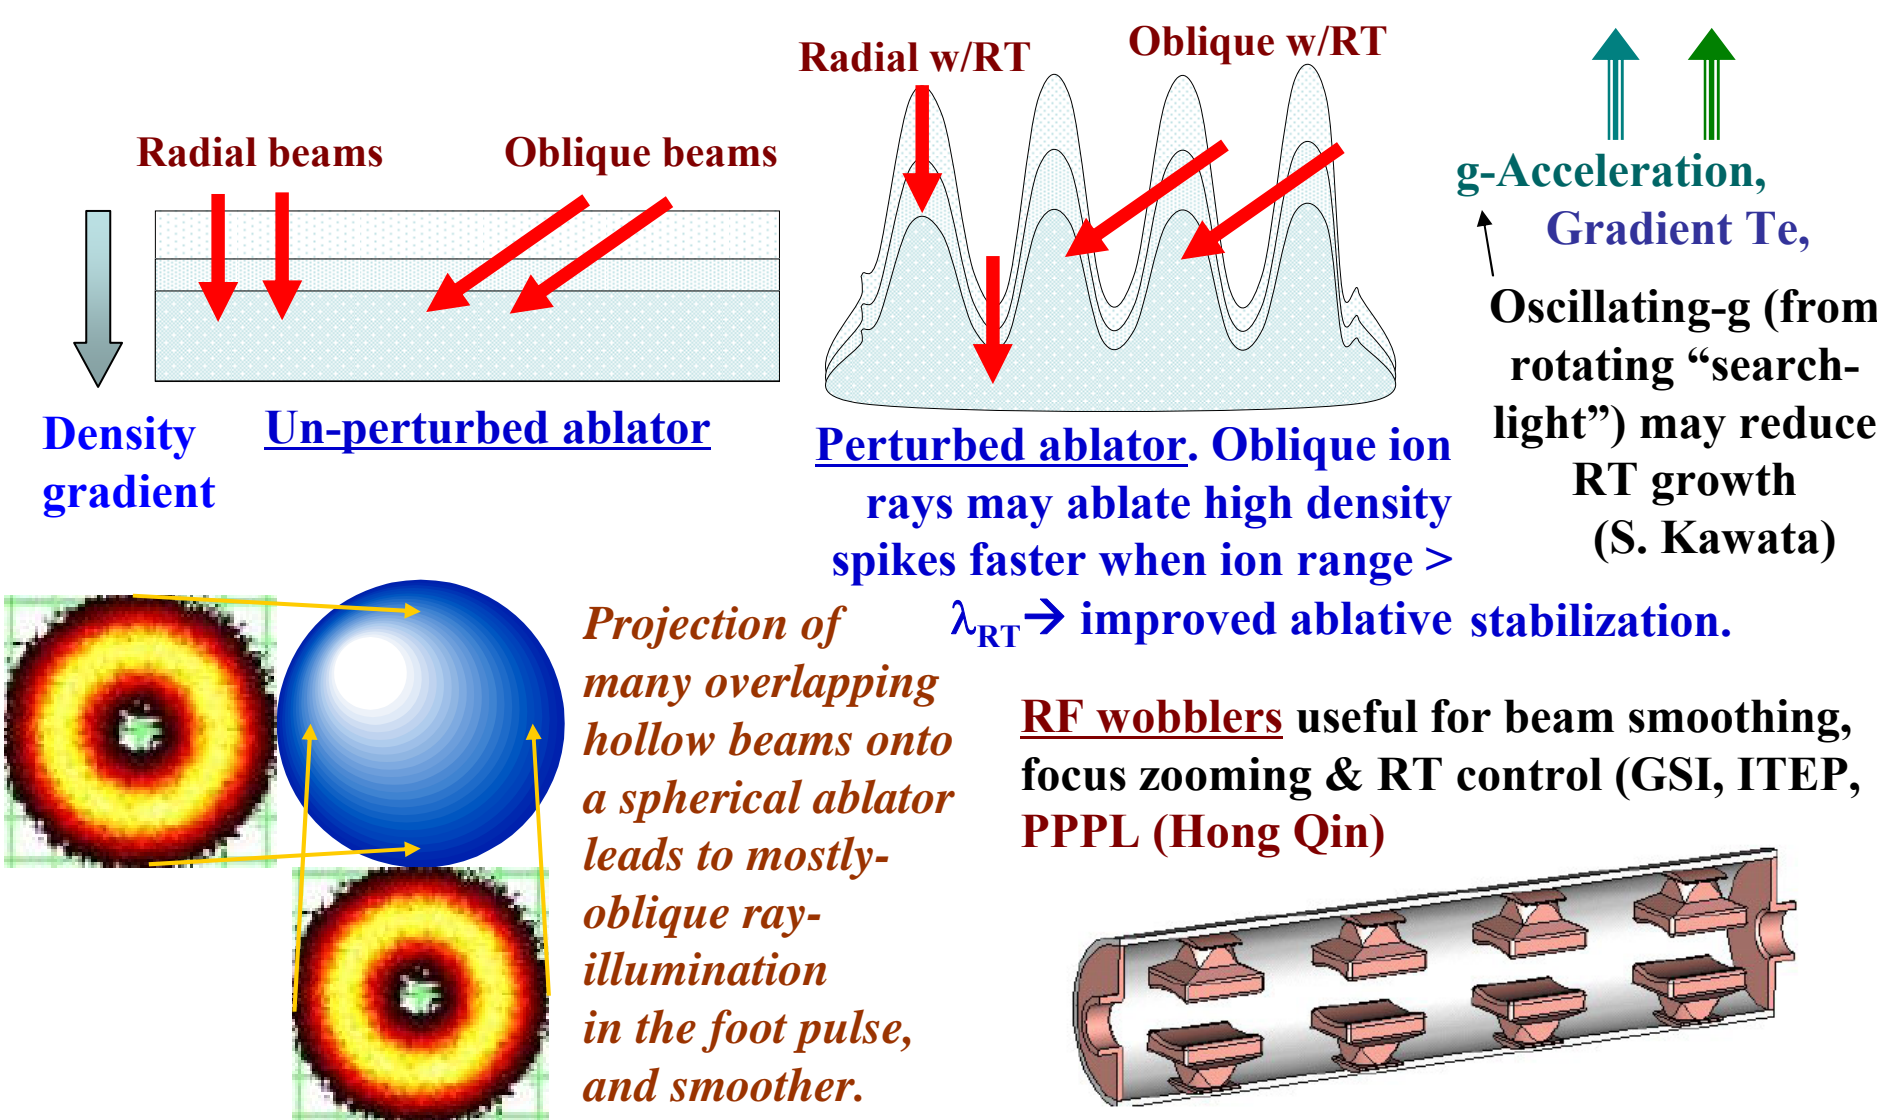 Radial beams
Oblique beams
Density
gradient
Un-perturbed ablator
Radial w/RT
Oblique w/RT
Perturbed ablator. Oblique ion
rays may ablate high density
spikes faster when ion range >
λRT→ improved ablative stabilization.
g-Acceleration,
Gradient Te,
Oscillating-g (from
rotating “search-
light”) may reduce
RT growth
(S. Kawata)
Projection of
many overlapping
hollow beams onto
a spherical ablator
leads to mostly-
oblique ray-
illumination
in the foot pulse,
and smoother.
RF wobblers useful for beam smoothing,
focus zooming & RT control (GSI, ITEP,
PPPL (Hong Qin)